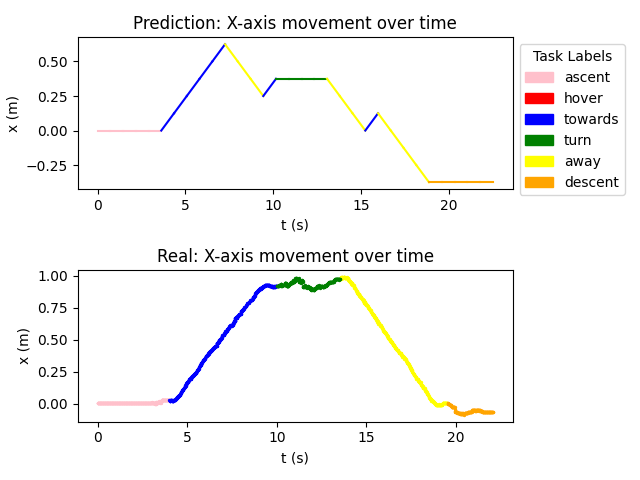 Prediction: X-axis movement over time
0.50
0.25
0.00
−0.25
x (m)
0 5 10 15 20
t (s)
Task Labels
ascent
hover
towards
turn
away
descent
Real: X-axis movement over time
1.00
0.75
0.50
0.25
0.00
x (m)
0 5 10 15 20
t (s)